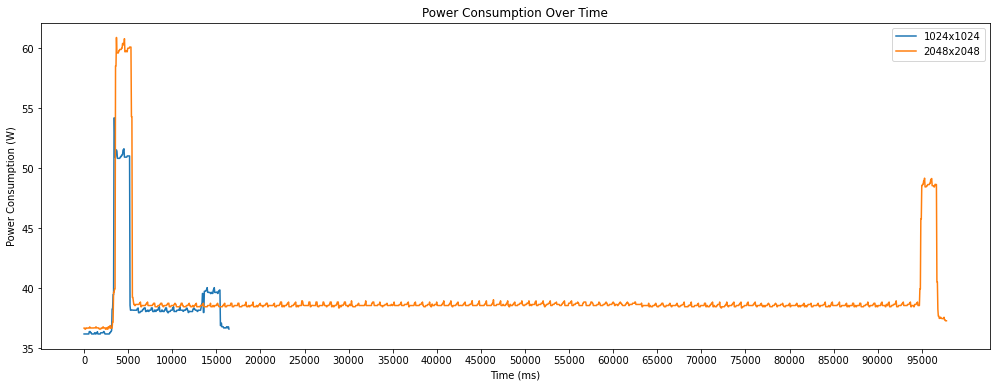 Power Consumption Over Time
1024x1024
2048x2048
60
55
50
45
40
35
Power Consumption (W)
0 5000 10000 15000 20000 25000 30000 35000 40000 45000 50000 55000 60000 65000 70000 75000 80000 85000 90000 95000
Time (ms)